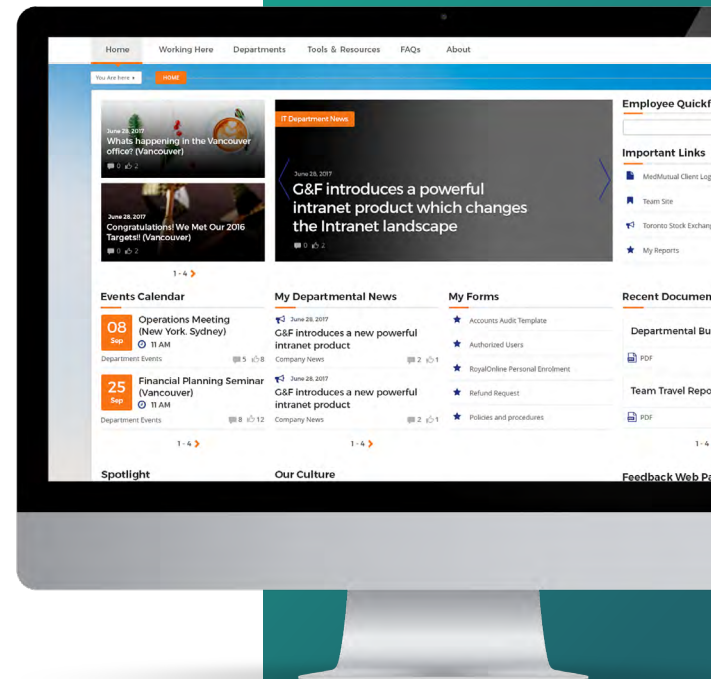 Home Working Here Departments Tools & Resources FAQs About
You Are here HOME
June 28, 2017
Whats happening in the Vancouver
office? (Vancouver)
0 2
June 28, 2017
Congratulations! We Met Our 2016
Targets!! (Vancouver)
0 2
1 - 4
IT Department News
June 28, 2017
G&F introduces a powerful
intranet product which changes
the Intranet landscape
0 2
Employee Quickf
Important Links
MedMutual Client Log
Team Site
Toronto Stock Exchang
My Reports
Events Calendar
08
Sep
Operations Meeting
(New York. Sydney)
11 AM
Department Events 5 8
25
Sep
Financial Planning Seminar
(Vancouver)
11 AM
Department Events 8 12
1 - 4
My Departmental News
June 28, 2017
G&F introduces a new powerful
intranet product
Company News 2 1
June 28, 2017
G&F introduces a new powerful
intranet product
Company News 2 1
1 - 4
My Forms
Accounts Audit Template
Authorized Users
RoyalOnline Personal Enrolment
Refund Request
Policies and procedures
Recent Documen
Departmental Bu
PDF
Team Travel Repo
PDF
1 - 4
Spotlight
Our Culture
Feedback Web Pa